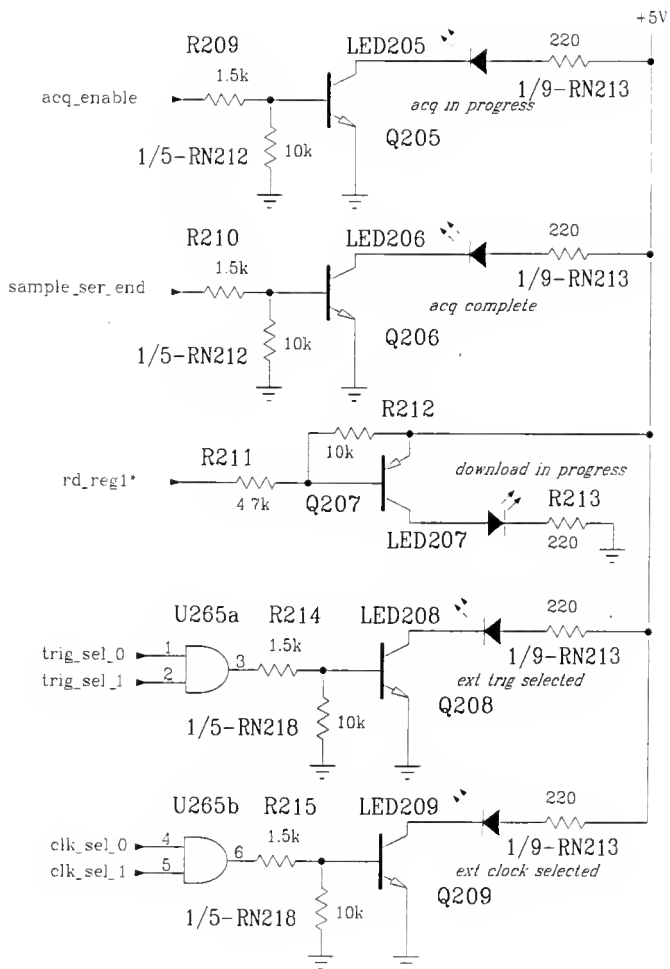 +5V
R209
LED205
220
1.5k
acq_enable
1/9-RN213
acq in progress
Q205
10k
1/5-RN212
R210
LED206
220
1.5k
1/9-RN213
sample_ser_end
acq complete
10k
Q206
1/5-RN212
R212
R211
10k
download in progress
rd_reg1*
R213
4.7k
Q207
LED207
220
U265a
R214
LED208
220
trig_sel_0
1
1.5k
3
1/9-RN213
trig_sel_1
2
ext trig selected
Q208
1/5-RN218
10k
U265b
R215
LED209
220
clk_sel_0
4
1.5k
6
1/9-RN213
clk_sel_1
5
ext clock selected
Q209
1/5-RN218
10k